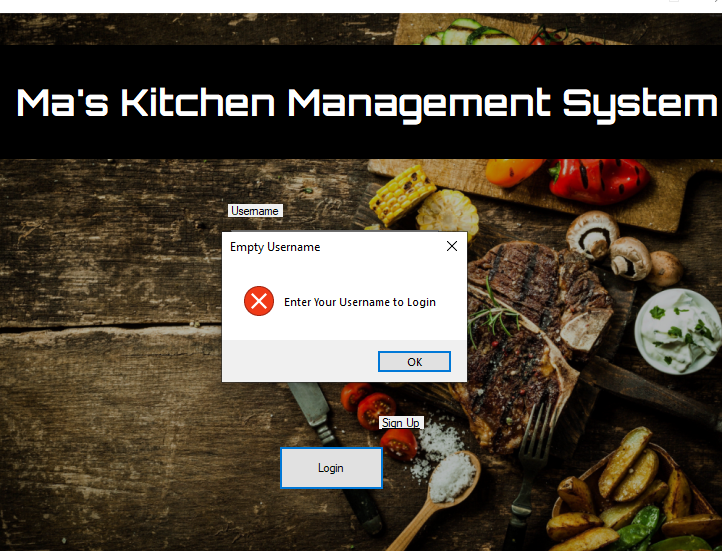 Ma's Kitchen Management System
Username
Empty Username
Enter Your Username to Login
OK
Sign Up
Login